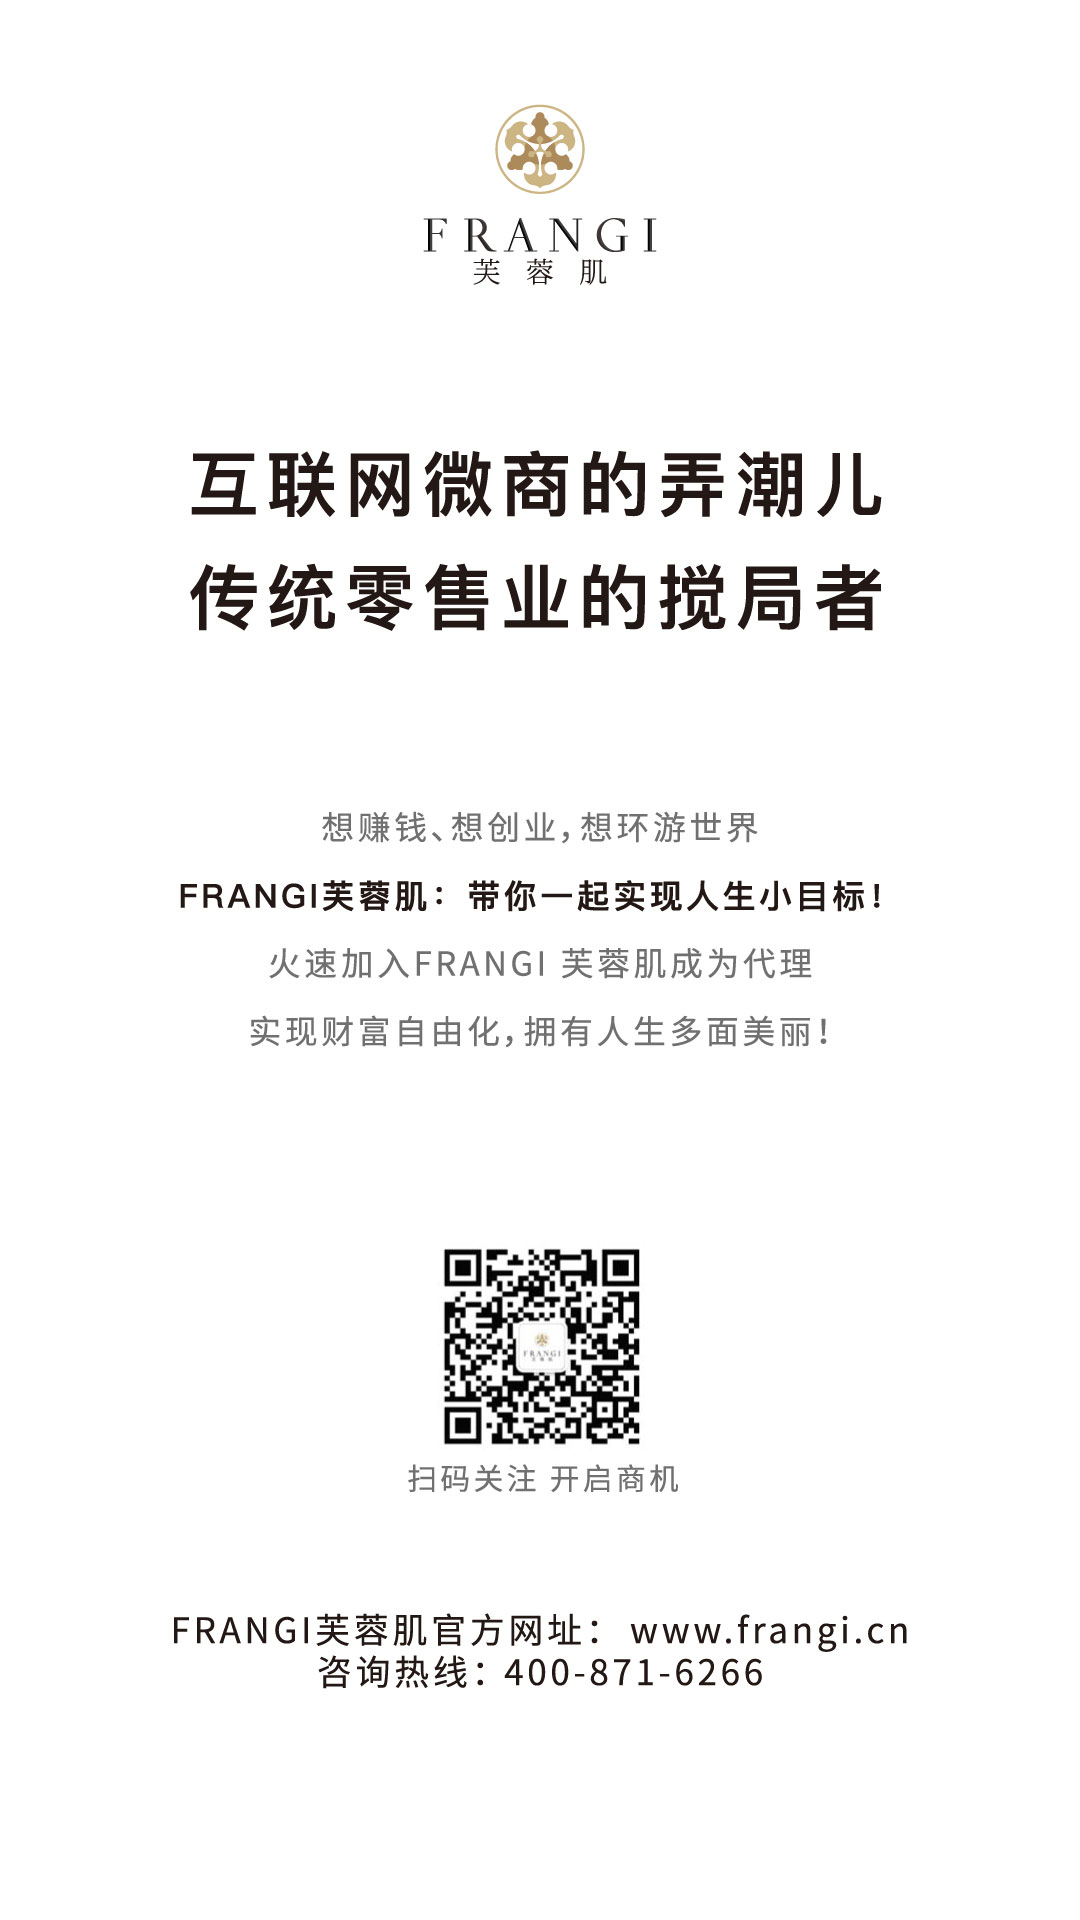 FRANGI
芙蓉肌
互联网微商的弄潮儿
传统零售业的搅局者
想赚钱、想创业，想环游世界
FRANGI芙蓉肌：带你一起实现人生小目标！
火速加入FRANGI 芙蓉肌成为代理
实现财富自由化，拥有人生多面美丽！
FRANGI
芙蓉肌
扫码关注 开启商机
FRANGI芙蓉肌官方网址：www.frangi.cn
咨询热线：400-871-6266